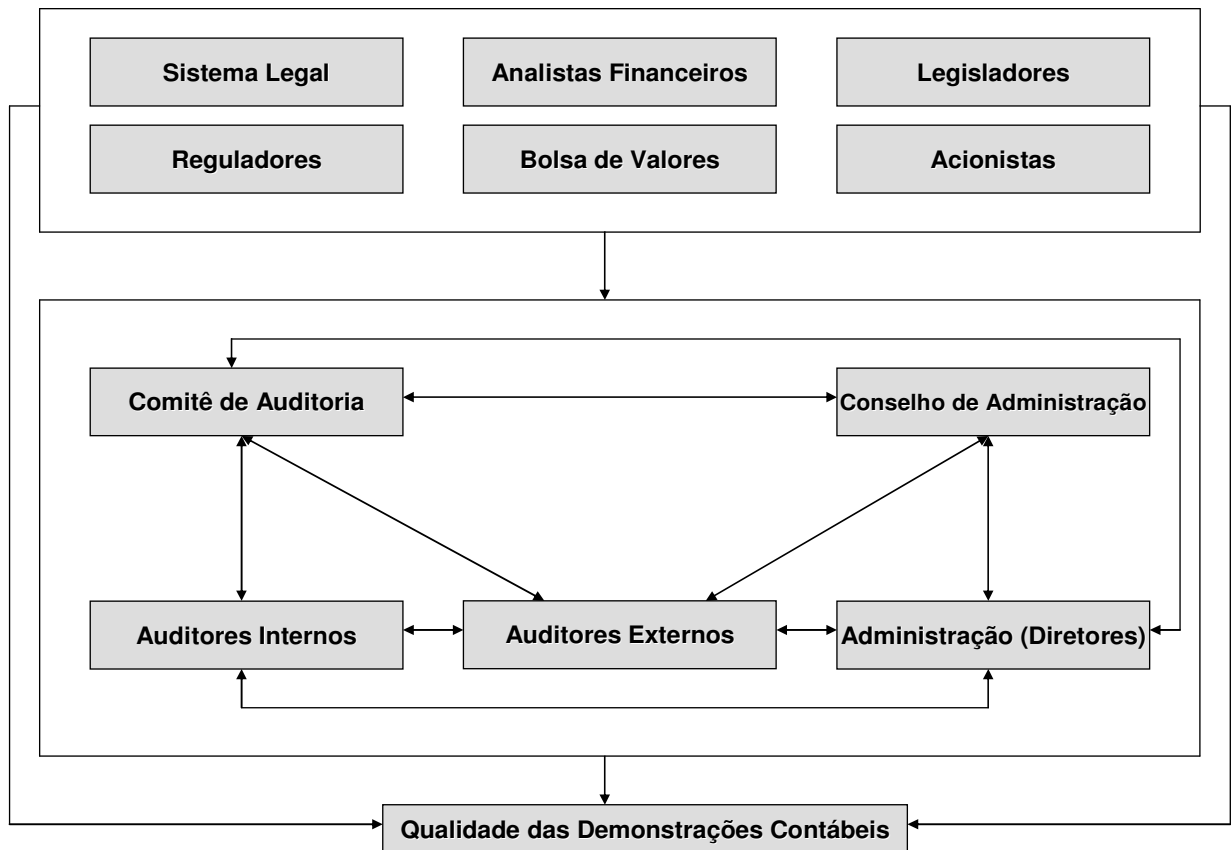 Sistema Legal
Analistas Financeiros
Legisladores
Reguladores
Bolsa de Valores
Acionistas
Comitê de Auditoria
Conselho de Administração
Auditores Internos
Auditores Externos
Administração (Diretores)
Qualidade das Demonstrações Contábeis